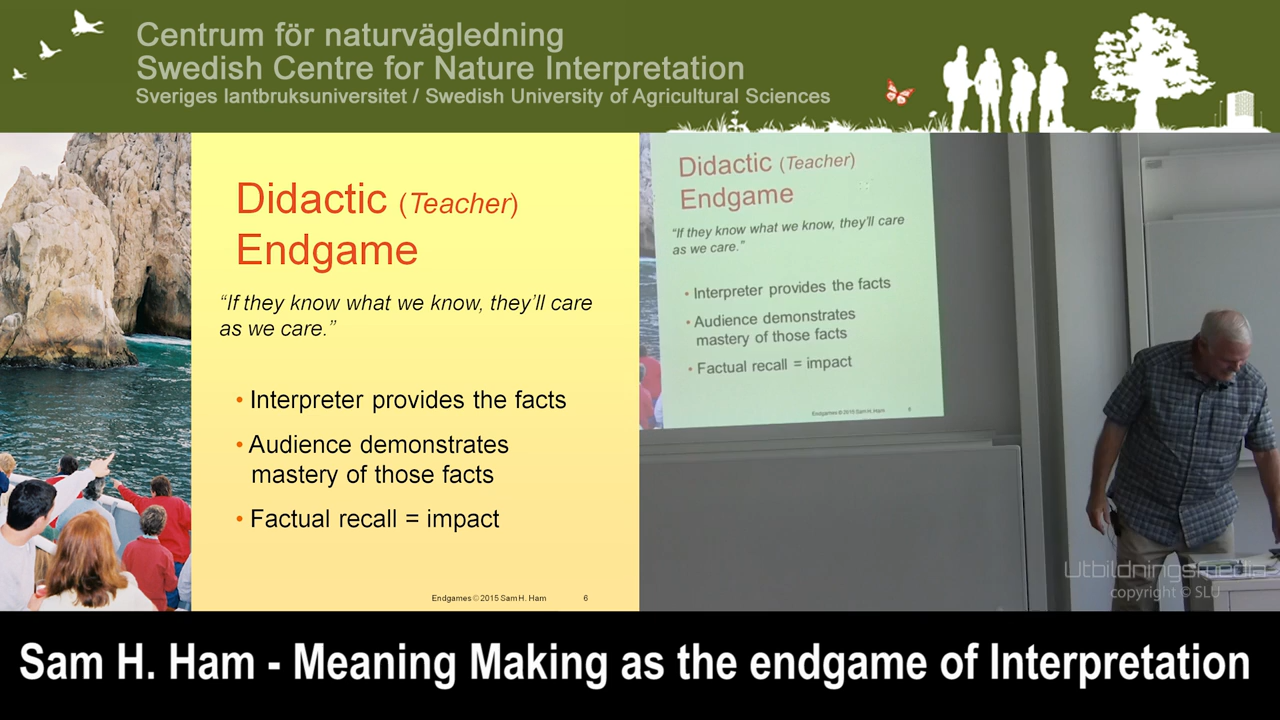 Centrum för naturvägledning
Swedish Centre for Nature Interpretation
Sveriges lantbruksuniversitet / Swedish University of Agricultural Sciences
Didactic (Teacher)
Endgame
“If they know what we know, they’ll care
as we care.”
• Interpreter provides the facts
• Audience demonstrates
mastery of those facts
• Factual recall = impact
Endgames © 2015 Sam H. Ham 6
Didactic (Teacher)
Endgame
“If they know what we know, they’ll care
as we care.”
• Interpreter provides the facts
• Audience demonstrates
mastery of those facts
• Factual recall = impact
Endgames © 2015 Sam H. Ham 6
Utbildningsmedia
copyright © SLU
Sam H. Ham - Meaning Making as the endgame of Interpretation